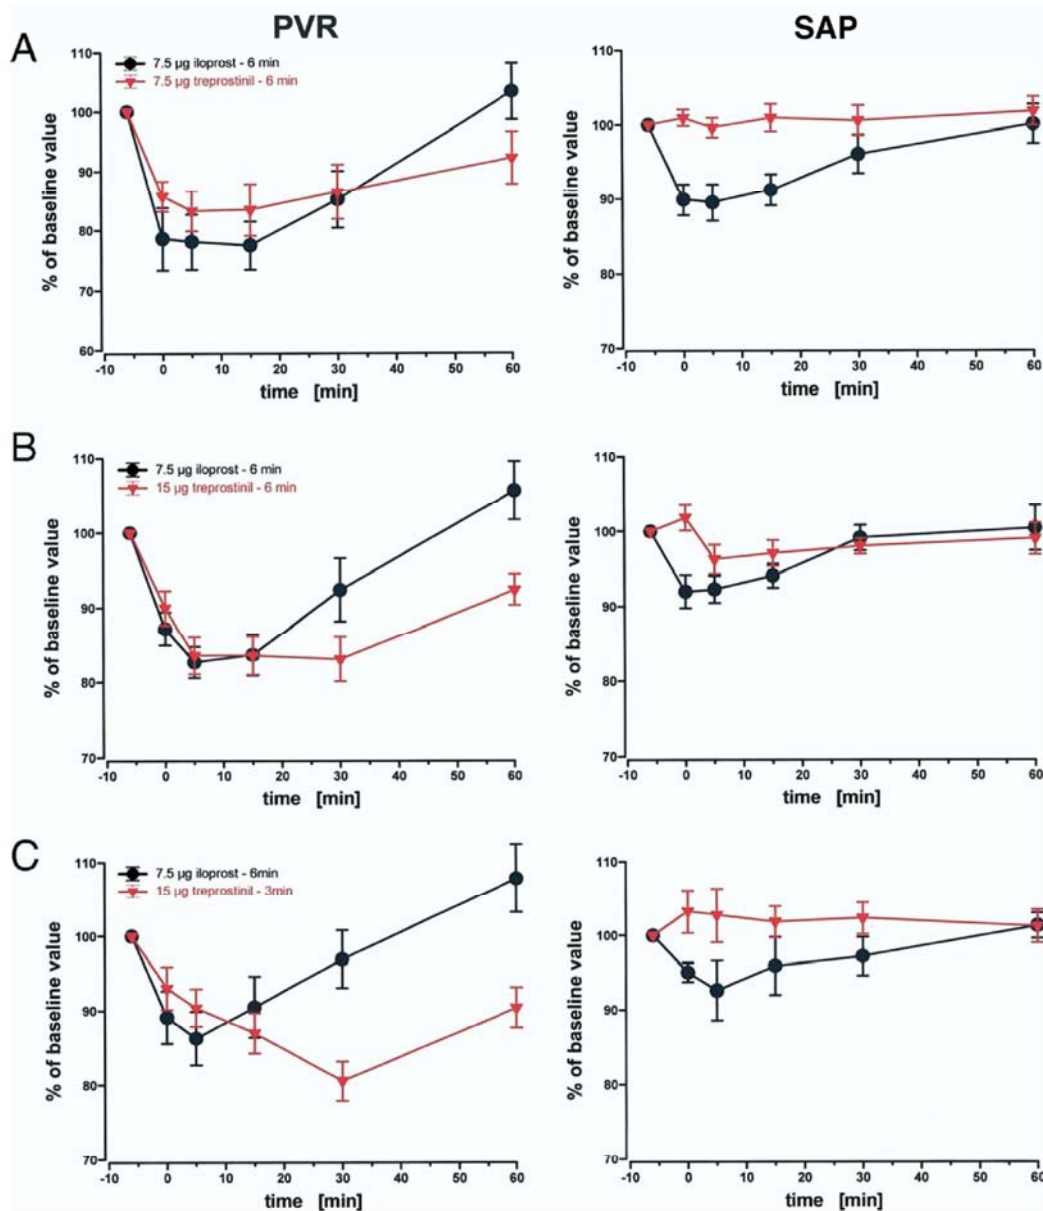 PVR
SAP
A
110
100
90
80
70
60
% of baseline value
7.5 µg iloprost - 6 min
7.5 µg treprostinil - 6 min
-10 0 10 20 30 40 50 60
time [min]
110
100
90
80
70
% of baseline value
-10 0 10 20 30 40 50 60
time [min]
B
110
100
90
80
70
% of baseline value
7.5 µg iloprost - 6 min
15 µg treprostinil - 6 min
-10 0 10 20 30 40 50 60
time [min]
110
100
90
80
70
% of baseline value
-10 0 10 20 30 40 50 60
time [min]
C
110
100
90
80
70
% of baseline value
7.5 µg iloprost - 6min
15 µg treprostinil - 3min
-10 0 10 20 30 40 50 60
time [min]
110
100
90
80
70
% of baseline value
-10 0 10 20 30 40 50 60
time [min]